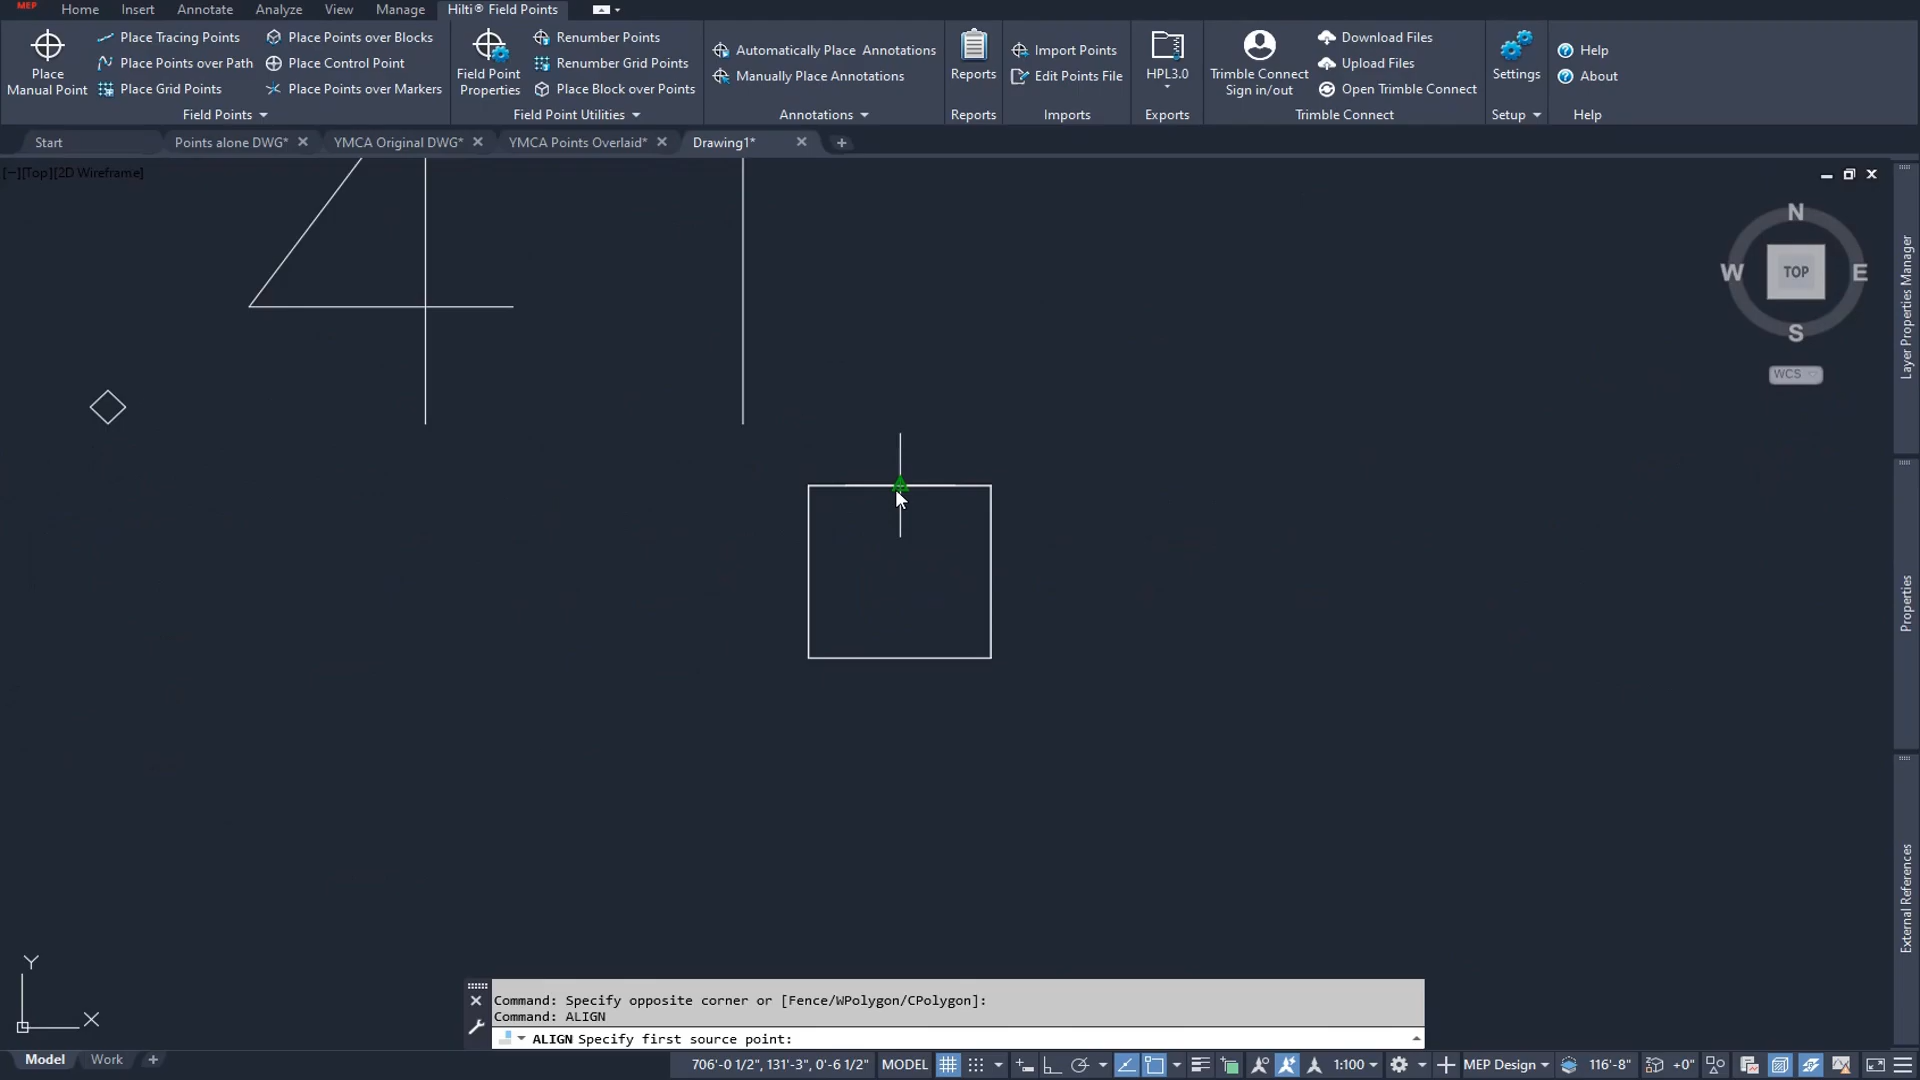 MEP
Home Insert Annotate Analyze View Manage Hilti® Field Points
Place Manual Point
Place Tracing Points
Place Points over Path
Place Grid Points
Place Points over Blocks
Place Control Point
Place Points over Markers
Field Points
Field Point Properties
Renumber Points
Renumber Grid Points
Place Block over Points
Field Point Utilities
Automatically Place Annotations
Manually Place Annotations
Annotations
Reports
Reports
Import Points
Edit Points File
Imports
HPL3.0
Exports
Trimble Connect Sign in/out
Download Files
Upload Files
Open Trimble Connect
Trimble Connect
Settings
Setup
Help
About
Help
Start Points alone DWG* YMCA Original DWG* YMCA Points Overlaid* Drawing1*
[−][Top][2D Wireframe]
N
W TOP E
S
WCS
Layer Properties Manager
Properties
External References
Y
X
Command: Specify opposite corner or [Fence/WPolygon/CPolygon]:
Command: ALIGN
ALIGN Specify first source point:
Model Work
706'-0 1/2", 131'-3", 0'-6 1/2" MODEL 1:100 MEP Design 116'-8" +0"